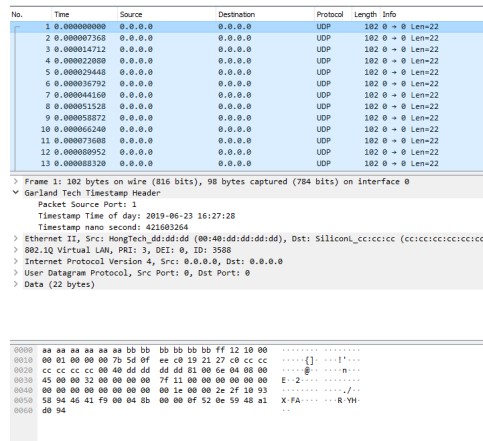 No. Time Source Destination Protocol Length Info
1 0.000000000 0.0.0.0 0.0.0.0 UDP 102 0 → 0 Len=22
2 0.000007368 0.0.0.0 0.0.0.0 UDP 102 0 → 0 Len=22
3 0.000014712 0.0.0.0 0.0.0.0 UDP 102 0 → 0 Len=22
4 0.000022080 0.0.0.0 0.0.0.0 UDP 102 0 → 0 Len=22
5 0.000029448 0.0.0.0 0.0.0.0 UDP 102 0 → 0 Len=22
6 0.000036792 0.0.0.0 0.0.0.0 UDP 102 0 → 0 Len=22
7 0.000044160 0.0.0.0 0.0.0.0 UDP 102 0 → 0 Len=22
8 0.000051528 0.0.0.0 0.0.0.0 UDP 102 0 → 0 Len=22
9 0.000058872 0.0.0.0 0.0.0.0 UDP 102 0 → 0 Len=22
10 0.000066240 0.0.0.0 0.0.0.0 UDP 102 0 → 0 Len=22
11 0.000073608 0.0.0.0 0.0.0.0 UDP 102 0 → 0 Len=22
12 0.000080952 0.0.0.0 0.0.0.0 UDP 102 0 → 0 Len=22
13 0.000088320 0.0.0.0 0.0.0.0 UDP 102 0 → 0 Len=22
Frame 1: 102 bytes on wire (816 bits), 98 bytes captured (784 bits) on interface 0
Garland Tech Timestamp Header
Packet Source Port: 1
Timestamp Time of day: 2019-06-23 16:27:28
Timestamp nano second: 421603264
Ethernet II, Src: HongTech_dd:dd:dd (00:40:dd:dd:dd:dd), Dst: SiliconL_cc:cc:cc (cc:cc:cc:cc:cc:cc
802.1Q Virtual LAN, PRI: 3, DEI: 0, ID: 3588
Internet Protocol Version 4, Src: 0.0.0.0, Dst: 0.0.0.0
User Datagram Protocol, Src Port: 0, Dst Port: 0
Data (22 bytes)
0000 aa aa aa aa aa aa bb bb bb bb bb bb ff 12 10 00 ········ ········
0010 00 01 00 00 00 7b 5d 0f ee c0 19 21 27 c0 cc cc ·····{]· ···!'···
0020 cc cc cc cc 00 40 dd dd dd dd 81 00 6e 04 08 00 ·····@·· ····n···
0030 45 00 00 32 00 00 00 00 7f 11 00 00 00 00 00 00 E··2···· ········
0040 00 00 00 00 00 00 00 00 00 1e 00 00 2e 2f 10 93 ········ ····./··
0050 58 94 46 41 f9 00 04 8b 00 00 0f 52 0e 59 48 a1 X·FA···· ···R·YH·
0060 d0 94 ··